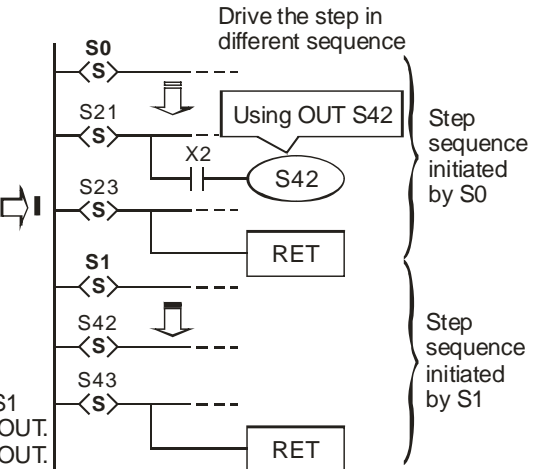 Drive the step in
different sequence
S0
S
S21
S
Using OUT S42
X2
S42
S23
S
RET
Step
sequence
initiated
by S0
S1
S
S42
S
S43
S
RET
Step
sequence
initiated
by S1
OUT.
OUT.